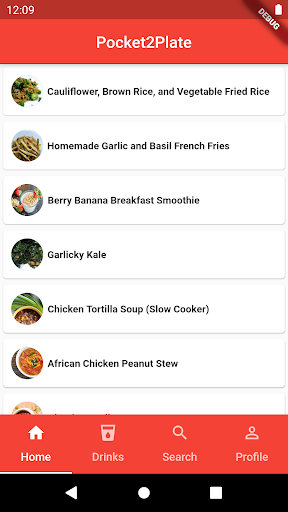 12:09
DEBUG
Pocket2Plate
Cauliflower, Brown Rice, and Vegetable Fried Rice
Homemade Garlic and Basil French Fries
Berry Banana Breakfast Smoothie
Garlicky Kale
Chicken Tortilla Soup (Slow Cooker)
African Chicken Peanut Stew
Home Drinks Search Profile